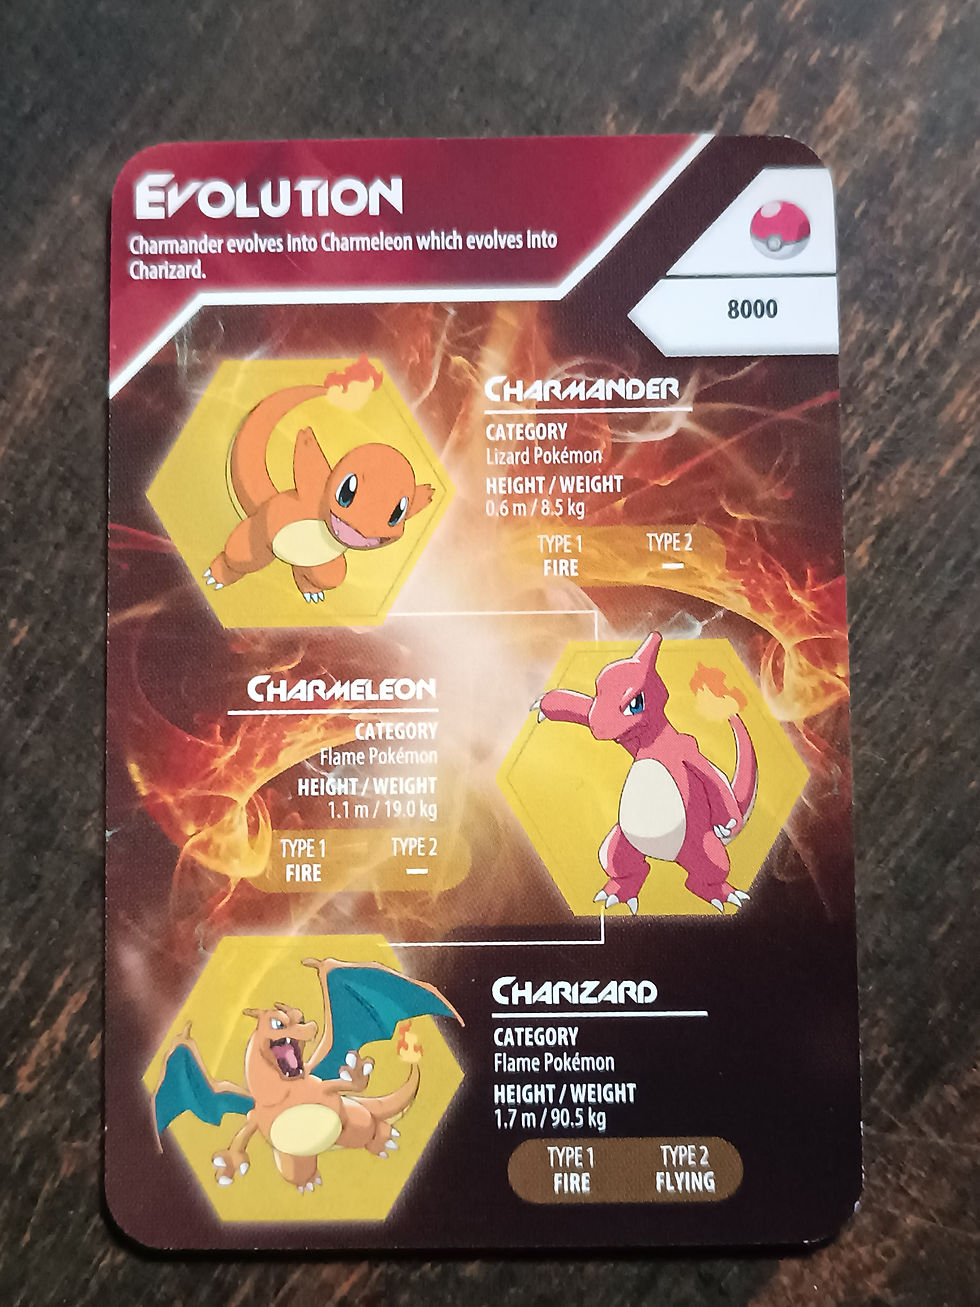 Evolution
Charmander evolves into Charmeleon which evolves into
Charizard.
8000
Charmander
CATEGORY
Lizard Pokémon
HEIGHT / WEIGHT
0.6 m / 8.5 kg
TYPE 1 TYPE 2
FIRE —
Charmeleon
CATEGORY
Flame Pokémon
HEIGHT / WEIGHT
1.1 m / 19.0 kg
TYPE 1 TYPE 2
FIRE —
Charizard
CATEGORY
Flame Pokémon
HEIGHT / WEIGHT
1.7 m / 90.5 kg
TYPE 1 TYPE 2
FIRE FLYING